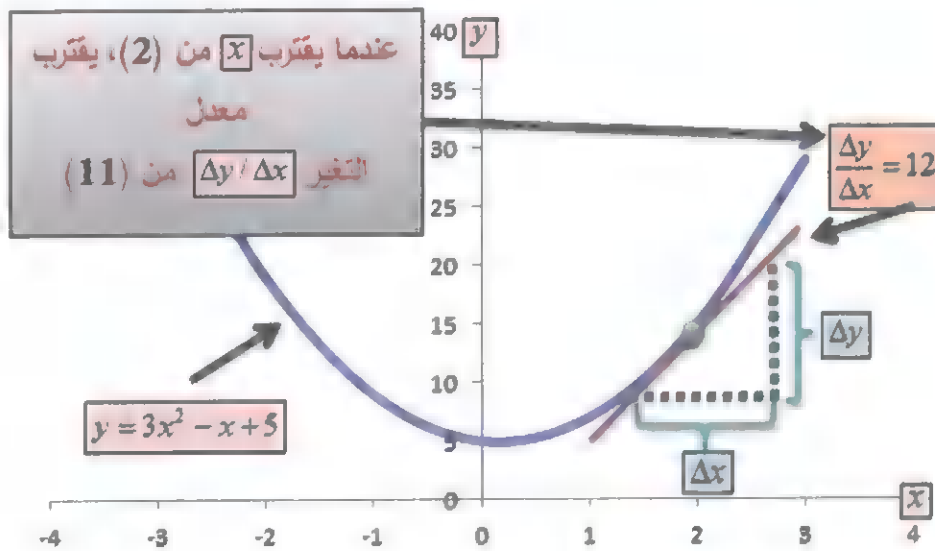 عندما يقترب x من (2)، يقترب
معدل
التغير Δy/Δx من (11)
y
40
35
30
25
20
15
10
5
0
Δy/Δx = 12
Δy
Δx
y = 3x² − x + 5
x
-4 -3 -2 -1 0 1 2 3 4